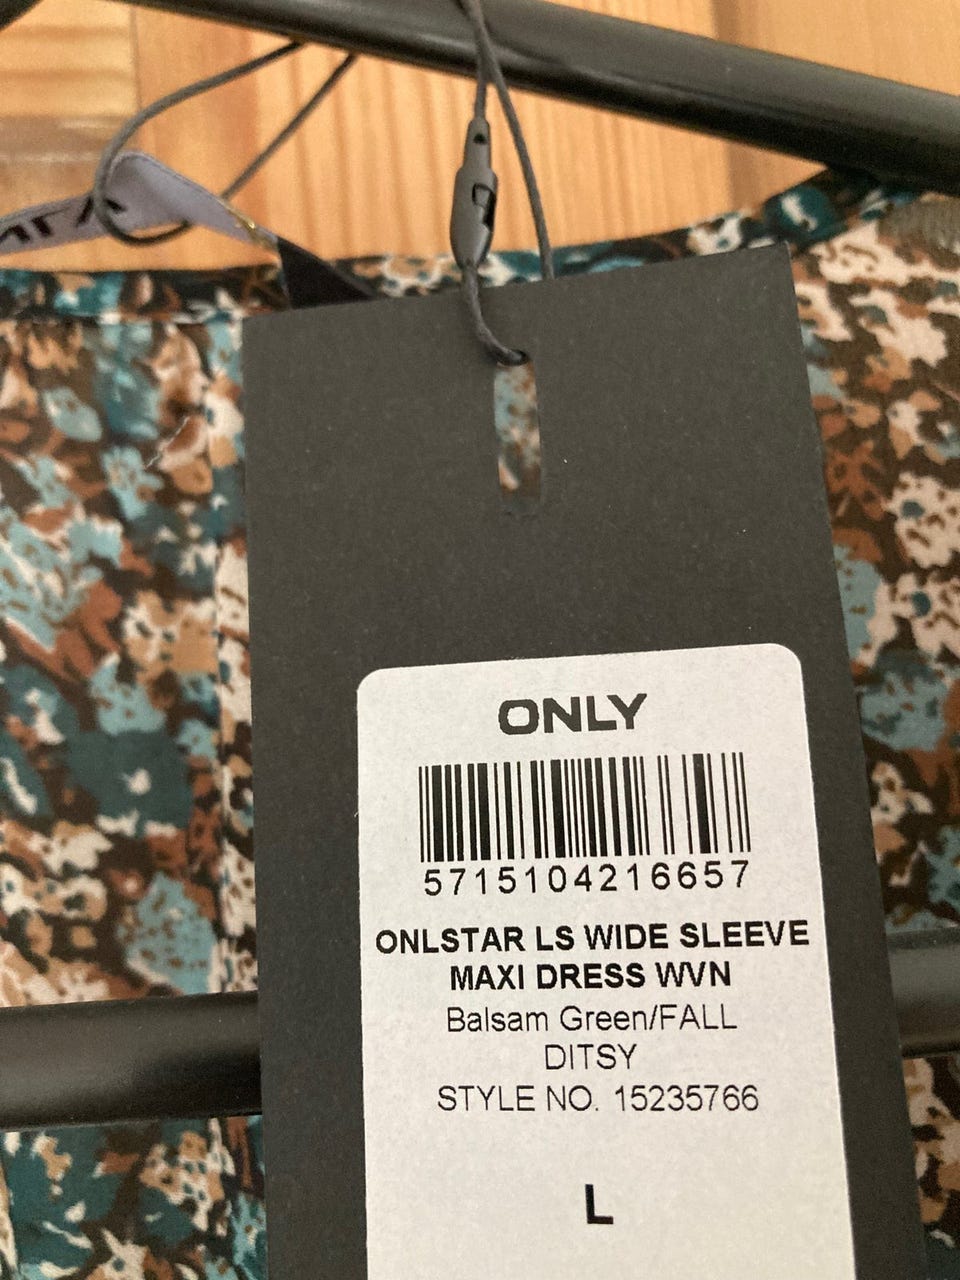 ONLY
5715104216657
ONLSTAR LS WIDE SLEEVE
MAXI DRESS WVN
Balsam Green/FALL
DITSY
STYLE NO. 15235766
L